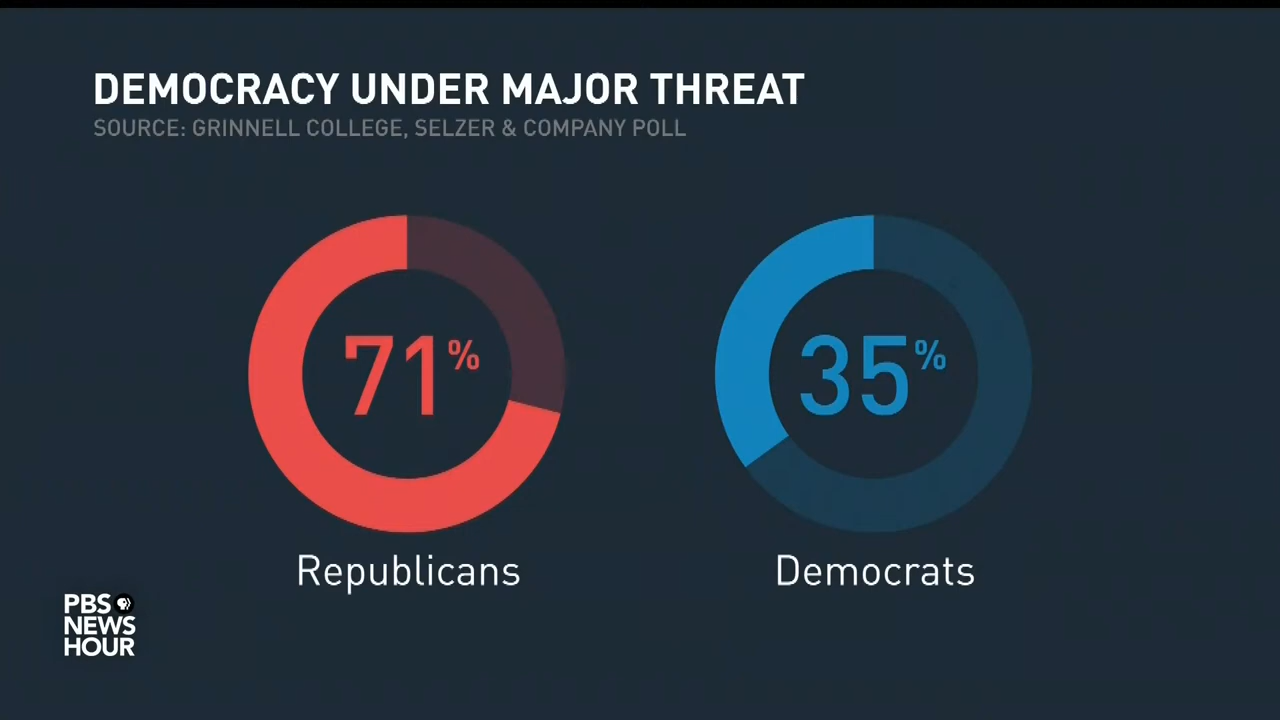 DEMOCRACY UNDER MAJOR THREAT
SOURCE: GRINNELL COLLEGE, SELZER & COMPANY POLL
71%
35%
Republicans
Democrats
PBS
NEWS
HOUR